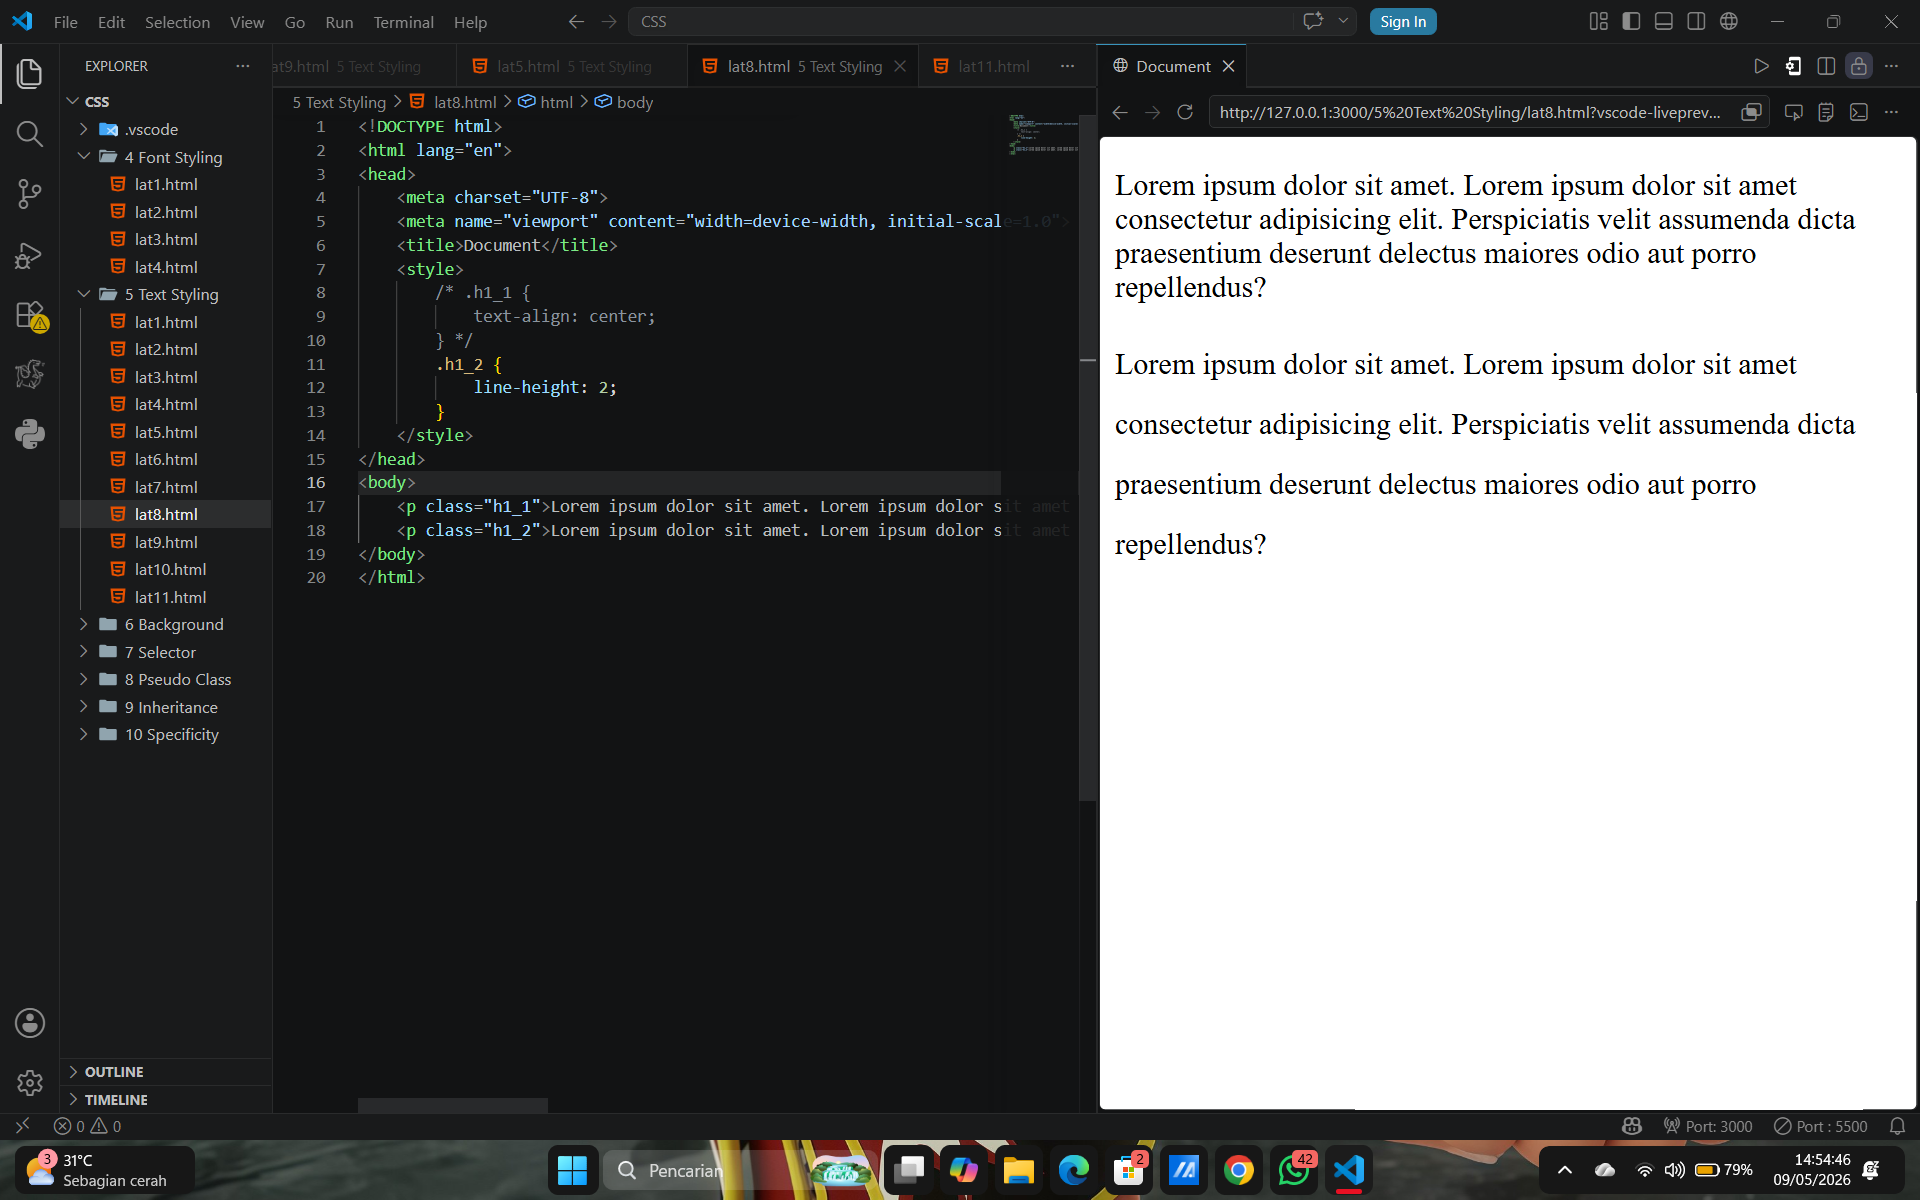 File Edit Selection View Go Run Terminal Help
CSS
Sign In
EXPLORER
CSS
.vscode
4 Font Styling
lat1.html
lat2.html
lat3.html
lat4.html
5 Text Styling
lat1.html
lat2.html
lat3.html
lat4.html
lat5.html
lat6.html
lat7.html
lat8.html
lat9.html
lat10.html
lat11.html
6 Background
7 Selector
8 Pseudo Class
9 Inheritance
10 Specificity
OUTLINE
TIMELINE
at9.html 5 Text Styling
lat5.html 5 Text Styling
lat8.html 5 Text Styling
lat11.html
5 Text Styling > lat8.html > html > body
1 <!DOCTYPE html>
2 <html lang="en">
3 <head>
4 <meta charset="UTF-8">
5 <meta name="viewport" content="width=device-width, initial-scale=1.0">
6 <title>Document</title>
7 <style>
8 /* .h1_1 {
9 text-align: center;
10 } */
11 .h1_2 {
12 line-height: 2;
13 }
14 </style>
15 </head>
16 <body>
17 <p class="h1_1">Lorem ipsum dolor sit amet. Lorem ipsum dolor sit amet
18 <p class="h1_2">Lorem ipsum dolor sit amet. Lorem ipsum dolor sit amet
19 </body>
20 </html>
Document
http://127.0.0.1:3000/5%20Text%20Styling/lat8.html?vscode-liveprev...
Lorem ipsum dolor sit amet. Lorem ipsum dolor sit amet
consectetur adipisicing elit. Perspiciatis velit assumenda dicta
praesentium deserunt delectus maiores odio aut porro
repellendus?
Lorem ipsum dolor sit amet. Lorem ipsum dolor sit amet
consectetur adipisicing elit. Perspiciatis velit assumenda dicta
praesentium deserunt delectus maiores odio aut porro
repellendus?
0 0
Port: 3000
Port : 5500
3
31°C
Sebagian cerah
Pencarian
2
42
79%
14:54:46
09/05/2026